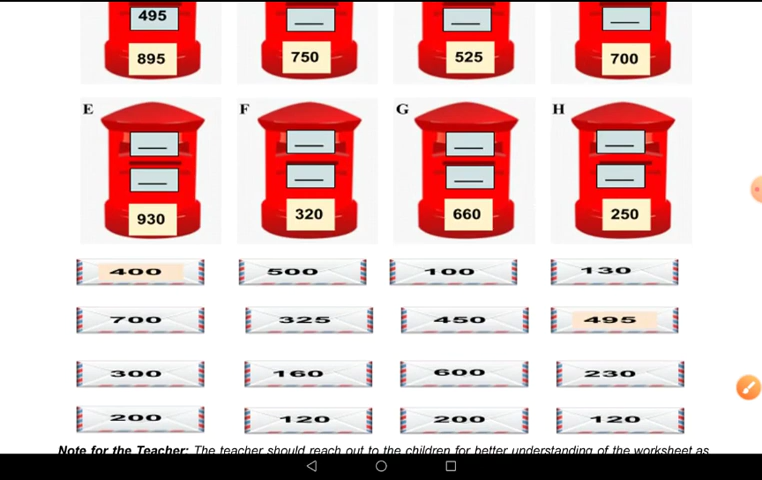 495
895 750 525 700
E F G H
930 320 660 250
400 500 100 130
700 325 450 495
300 160 600 230
200 120 200 120
Note for the Teacher: The teacher should reach out to the children for better understanding of the worksheet as